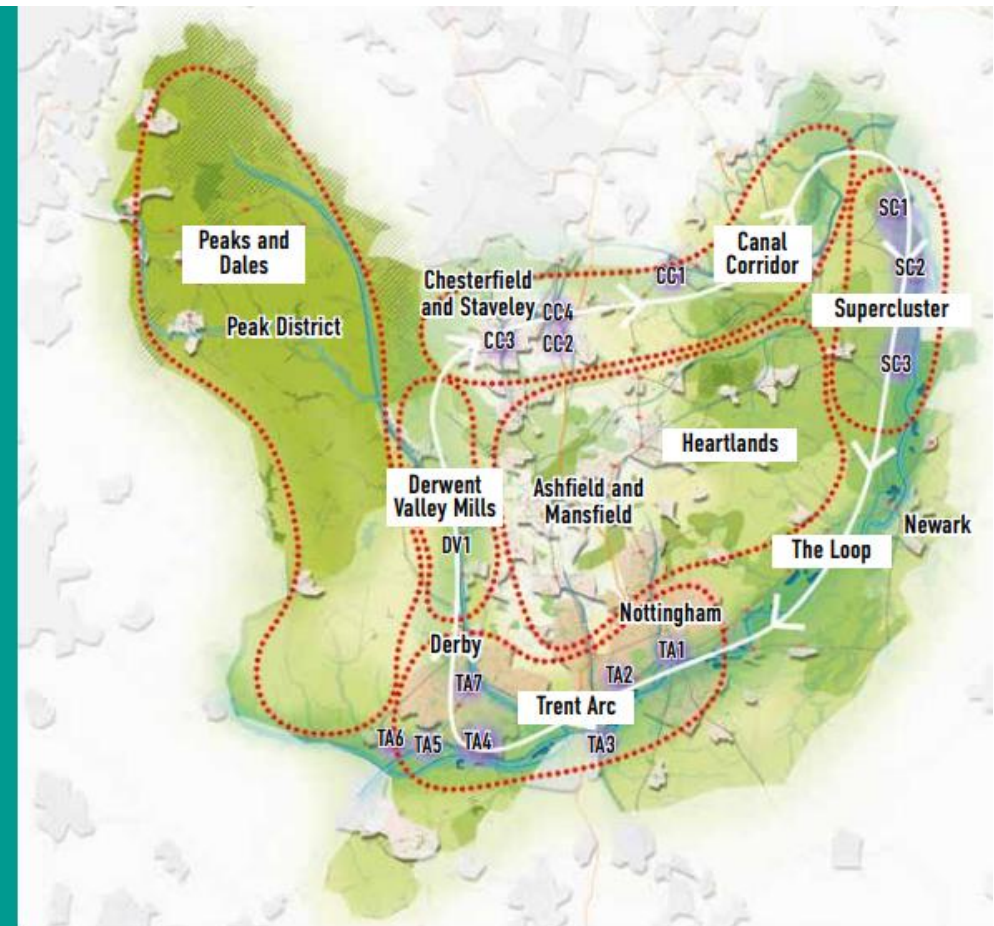 SC1
Peaks and
Dales
Canal
Corridor
CC1
SC2
Chesterfield
and Staveley
CC4
Supercluster
Peak District
CC3
CC2
SC3
Heartlands
Derwent
Valley Mills
Ashfield and
Mansfield
Newark
DV1
The Loop
Nottingham
Derby
TA1
TA2
TA7
Trent Arc
TA6
TA5
TA4
TA3